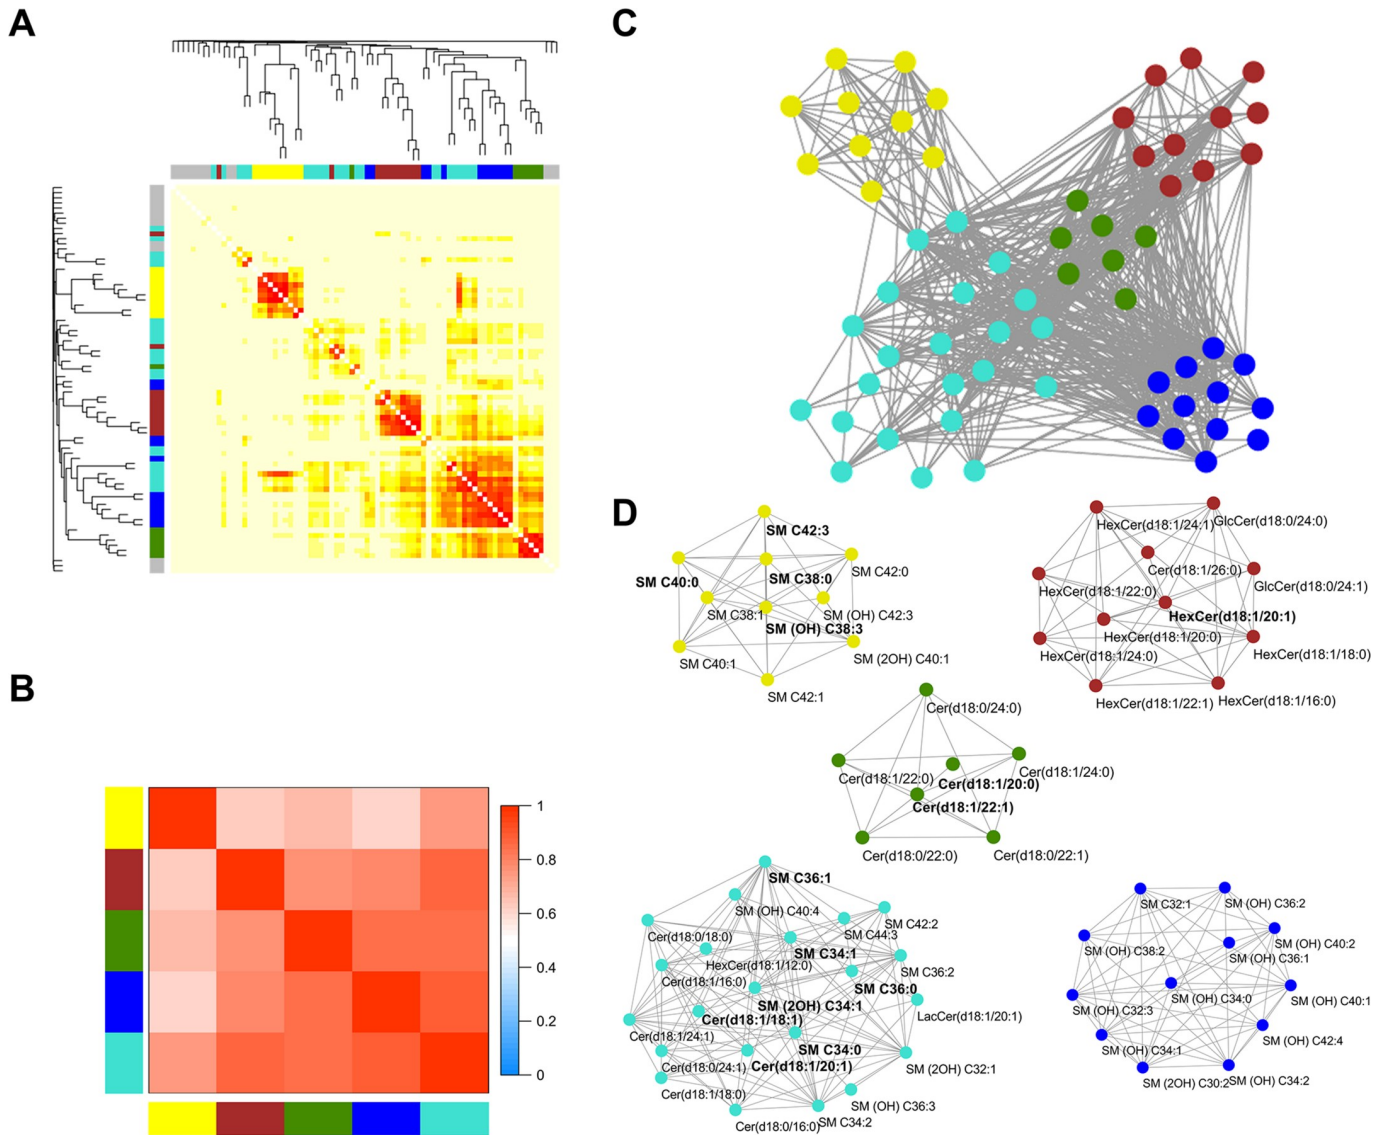 A
C
B
1
0.8
0.6
0.4
0.2
0
D
SM C42:3
SM C40:0
SM C38:0
SM C42:0
SM C38:1
SM (OH) C42:3
SM (OH) C38:3
SM C40:1
SM (2OH) C40:1
SM C42:1
HexCer(d18:1/24:1)
GlcCer(d18:0/24:0)
Cer(d18:1/26:0)
HexCer(d18:1/22:0)
GlcCer(d18:0/24:1)
HexCer(d18:1/20:1)
HexCer(d18:1/20:0)
HexCer(d18:1/24:0)
HexCer(d18:1/18:0)
HexCer(d18:1/22:1)
HexCer(d18:1/16:0)
Cer(d18:0/24:0)
Cer(d18:1/22:0)
Cer(d18:1/24:0)
Cer(d18:1/20:0)
Cer(d18:1/22:1)
Cer(d18:0/22:0)
Cer(d18:0/22:1)
SM C36:1
SM (OH) C40:4
SM C42:2
SM C44:3
Cer(d18:0/18:0)
SM C34:1
HexCer(d18:1/12:0)
SM C36:2
Cer(d18:1/16:0)
SM C36:0
SM (2OH) C34:1
Cer(d18:1/18:1)
LacCer(d18:1/20:1)
Cer(d18:1/24:1)
SM C34:0
Cer(d18:0/24:1)
Cer(d18:1/20:1)
SM (2OH) C32:1
Cer(d18:1/18:0)
SM (OH) C36:3
Cer(d18:0/16:0)
SM C34:2
SM C32:1
SM (OH) C36:2
SM (OH) C38:2
SM (OH) C40:2
SM (OH) C36:1
SM (OH) C32:3
SM (OH) C34:0
SM (OH) C40:1
SM (OH) C34:1
SM (OH) C42:4
SM (2OH) C30:2
SM (OH) C34:2